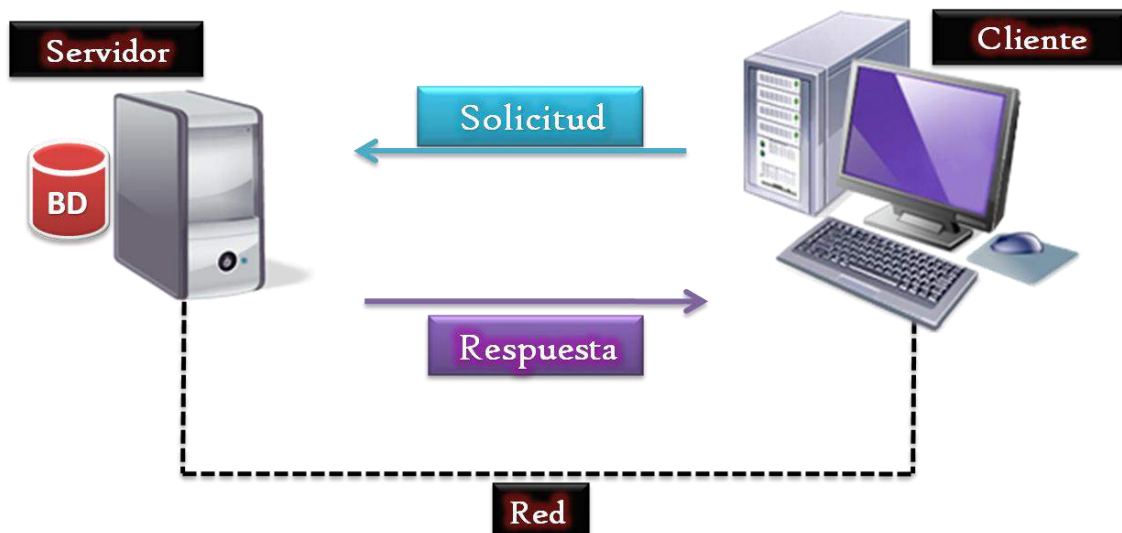 Servidor
Cliente
Solicitud
BD
Respuesta
Red